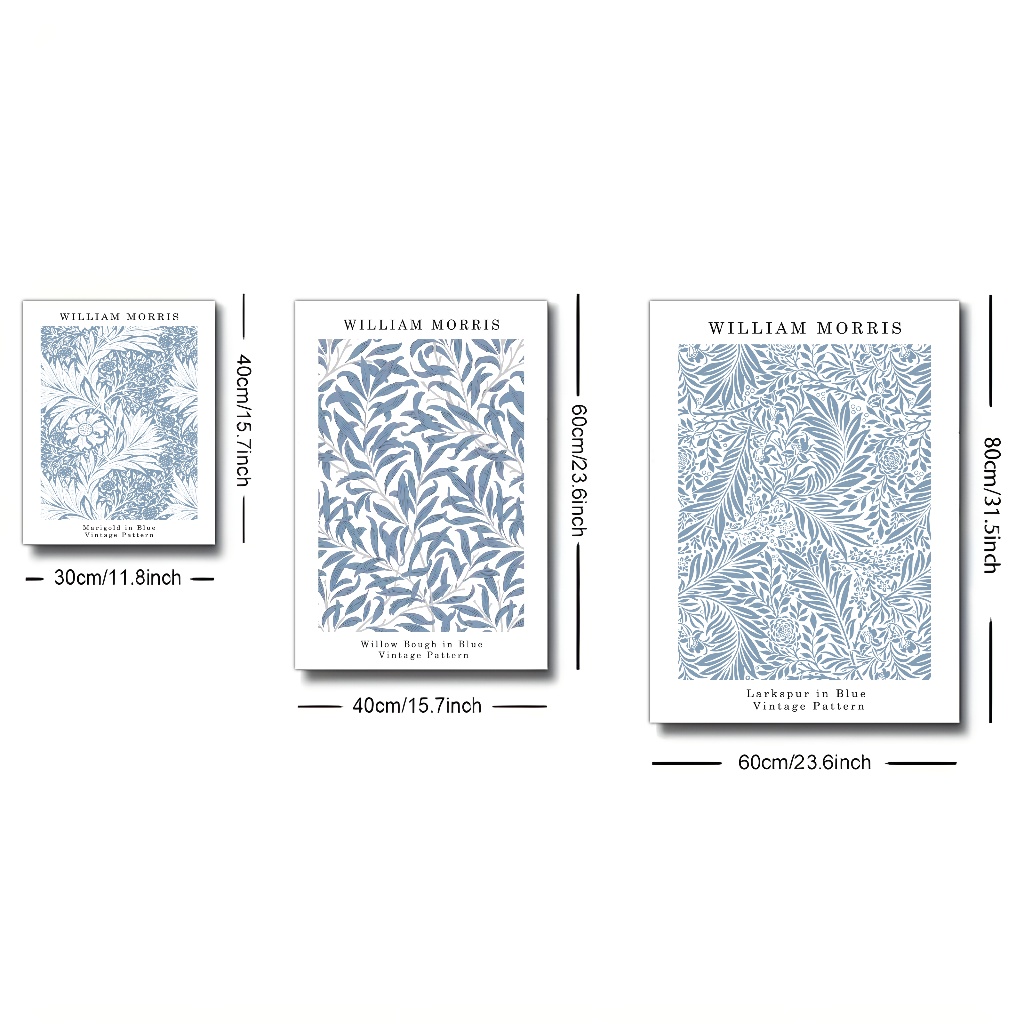 WILLIAM MORRIS
Marigold in Blue
Vintage Pattern
40cm/15.7inch
30cm/11.8inch
WILLIAM MORRIS
Willow Bough in Blue
Vintage Pattern
60cm/23.6inch
40cm/15.7inch
WILLIAM MORRIS
Larkspur in Blue
Vintage Pattern
80cm/31.5inch
60cm/23.6inch